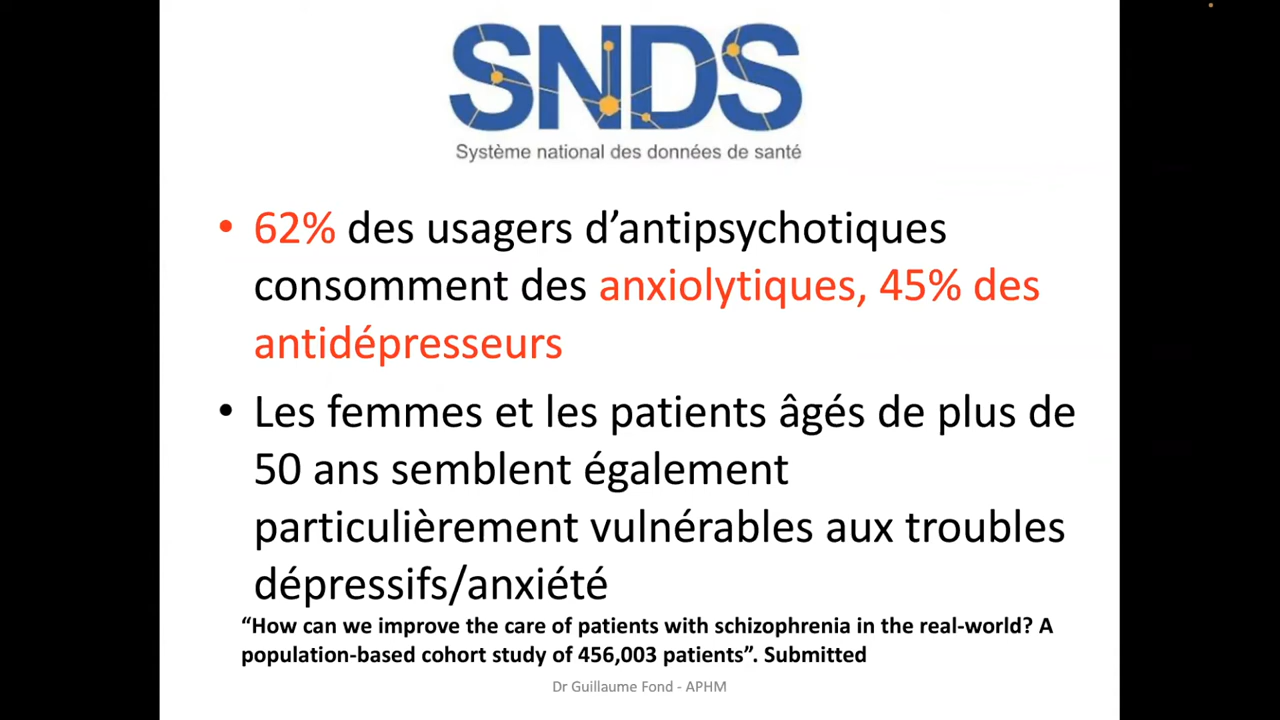 SNDS
Système national des données de santé
• 62% des usagers d’antipsychotiques
consomment des anxiolytiques, 45% des
antidépresseurs
• Les femmes et les patients âgés de plus de
50 ans semblent également
particulièrement vulnérables aux troubles
dépressifs/anxiété
“How can we improve the care of patients with schizophrenia in the real-world? A
population-based cohort study of 456,003 patients”. Submitted
Dr Guillaume Fond - APHM